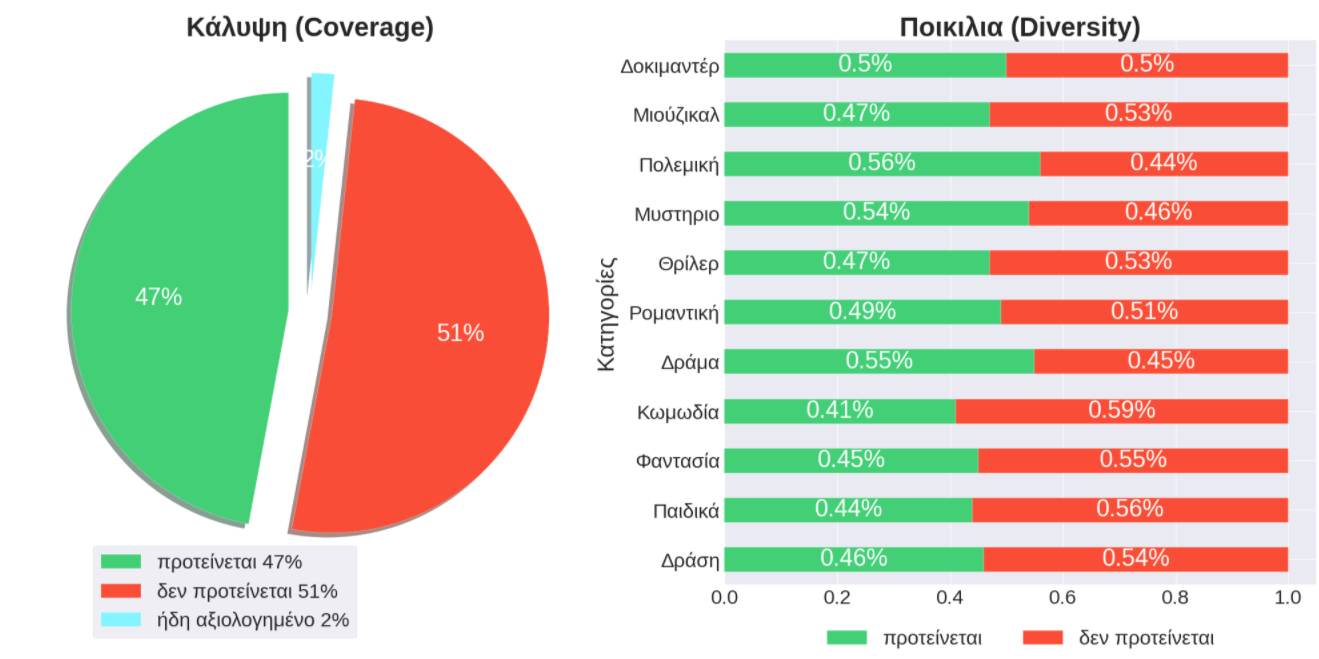 Κάλυψη (Coverage)
2%
47%
51%
προτείνεται 47%
δεν προτείνεται 51%
ήδη αξιολογημένο 2%
Ποικιλια (Diversity)
Κατηγορίες
Δοκιμαντέρ 0.5% 0.5%
Μιούζικαλ 0.47% 0.53%
Πολεμική 0.56% 0.44%
Μυστηριο 0.54% 0.46%
Θρίλερ 0.47% 0.53%
Ρομαντική 0.49% 0.51%
Δράμα 0.55% 0.45%
Κωμωδία 0.41% 0.59%
Φαντασία 0.45% 0.55%
Παιδικά 0.44% 0.56%
Δράση 0.46% 0.54%
0.0 0.2 0.4 0.6 0.8 1.0
προτείνεται δεν προτείνεται